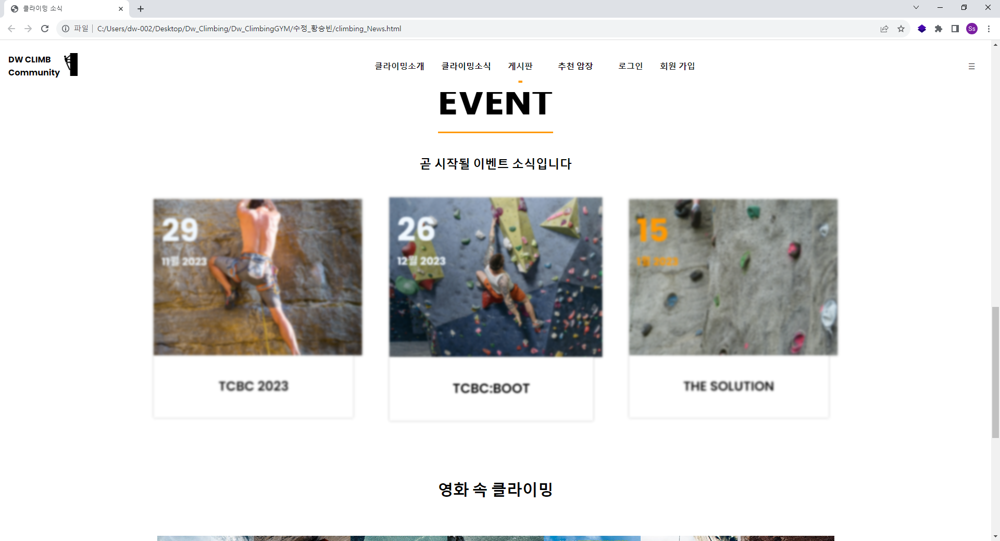 클라이밍 소식
파일
C:/Users/dw-002/Desktop/Dw_Climbing/Dw_ClimbingGYM/수정_황승빈/climbing_News.html
Ss
DW CLIMB
Community
클라이밍소개 클라이밍소식 게시판 추천 암장 로그인 회원 가입
EVENT
곧 시작될 이벤트 소식입니다
29
11월 2023
26
12월 2023
15
1월 2023
TCBC 2023
TCBC:BOOT
THE SOLUTION
영화 속 클라이밍